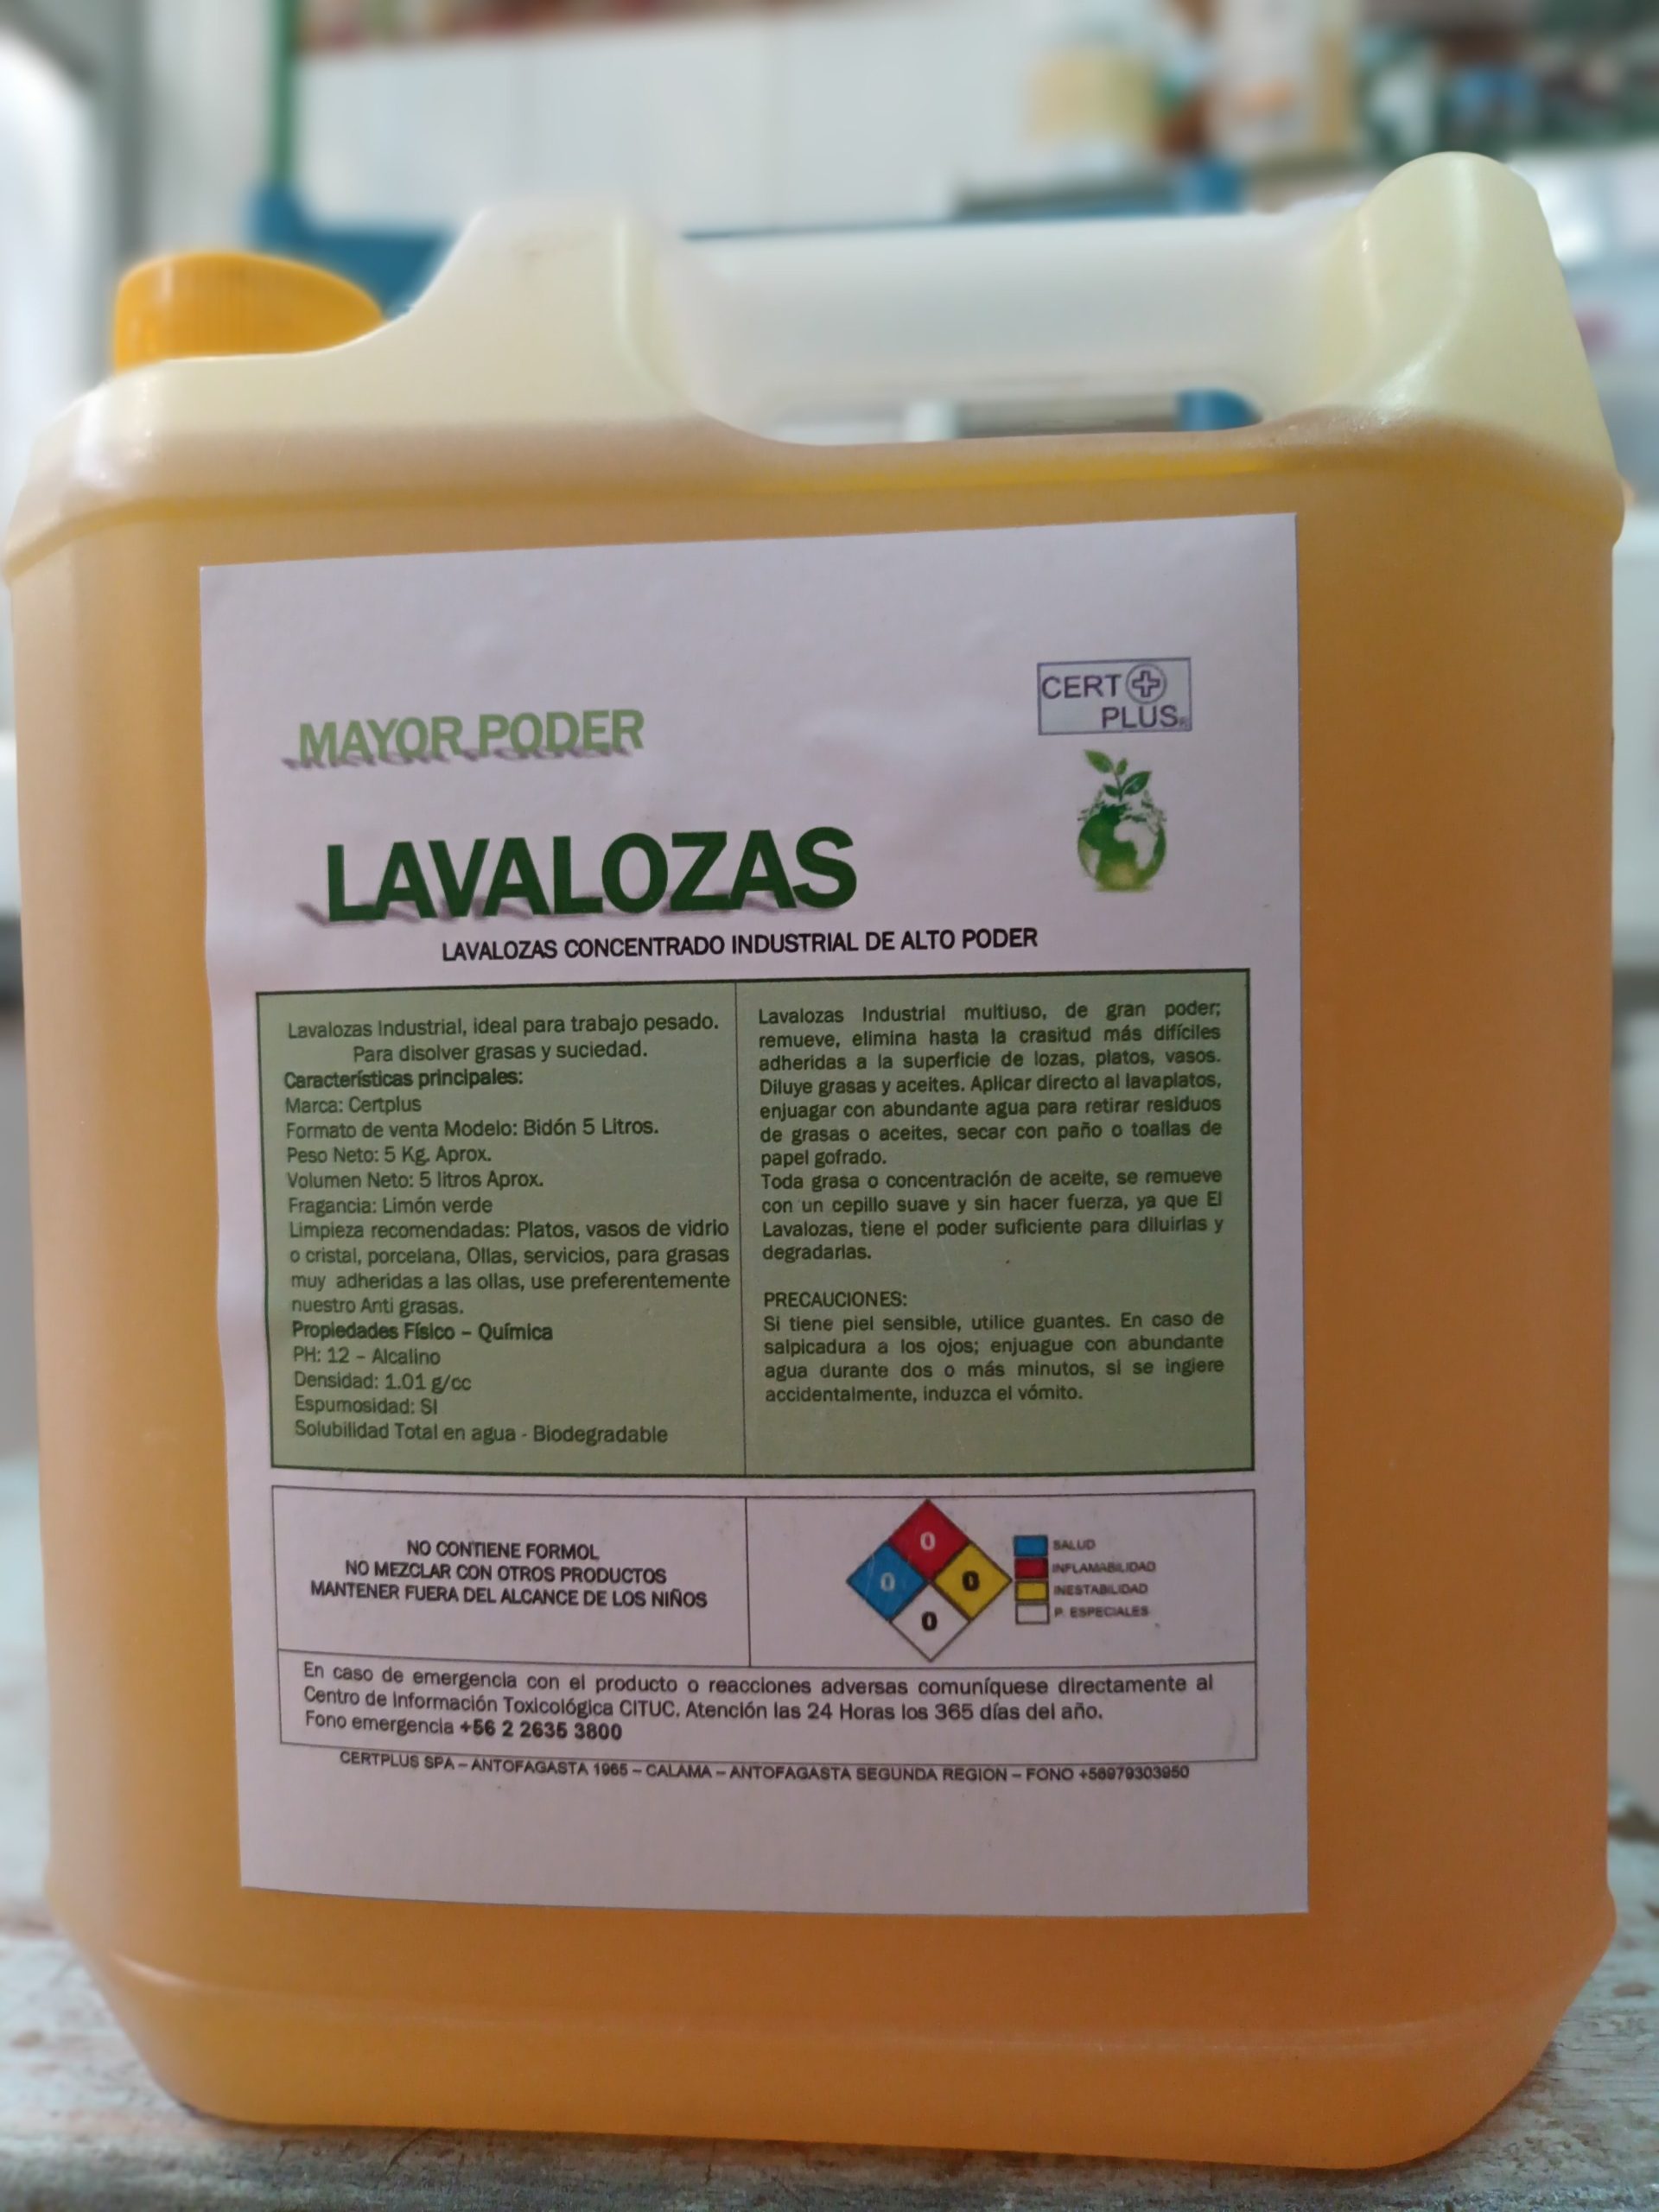 CERT
PLUS®
MAYOR PODER
LAVALOZAS
LAVALOZAS CONCENTRADO INDUSTRIAL DE ALTO PODER
Lavalozas Industrial, ideal para trabajo pesado.
Para disolver grasas y suciedad.
Características principales:
Marca: Certplus
Formato de venta Modelo: Bidón 5 Litros.
Peso Neto: 5 Kg. Aprox.
Volumen Neto: 5 litros Aprox.
Fragancia: Limón verde
Limpieza recomendadas: Platos, vasos de vidrio
o cristal, porcelana, Ollas, servicios, para grasas
muy adheridas a las ollas, use preferentemente
nuestro Anti grasas.
Propiedades Físico – Química
PH: 12 – Alcalino
Densidad: 1.01 g/cc
Espumosidad: SI
Solubilidad Total en agua - Biodegradable
Lavalozas Industrial multiuso, de gran poder;
remueve, elimina hasta la crasitud más difíciles
adheridas a la superficie de lozas, platos, vasos.
Diluye grasas y aceites. Aplicar directo al lavaplatos,
enjuagar con abundante agua para retirar residuos
de grasas o aceites, secar con paño o toallas de
papel gofrado.
Toda grasa o concentración de aceite, se remueve
con un cepillo suave y sin hacer fuerza, ya que El
Lavalozas, tiene el poder suficiente para diluirlas y
degradarlas.
PRECAUCIONES:
Si tiene piel sensible, utilice guantes. En caso de
salpicadura a los ojos; enjuague con abundante
agua durante dos o más minutos, si se ingiere
accidentalmente, induzca el vómito.
NO CONTIENE FORMOL
NO MEZCLAR CON OTROS PRODUCTOS
MANTENER FUERA DEL ALCANCE DE LOS NIÑOS
0
0 0
0
SALUD
INFLAMABILIDAD
INESTABILIDAD
P. ESPECIALES
En caso de emergencia con el producto o reacciones adversas comuníquese directamente al
Centro de Información Toxicológica CITUC. Atención las 24 Horas los 365 días del año.
Fono emergencia +56 2 2635 3800
CERTPLUS SPA – ANTOFAGASTA 1965 – CALAMA – ANTOFAGASTA SEGUNDA REGION – FONO +56979303950